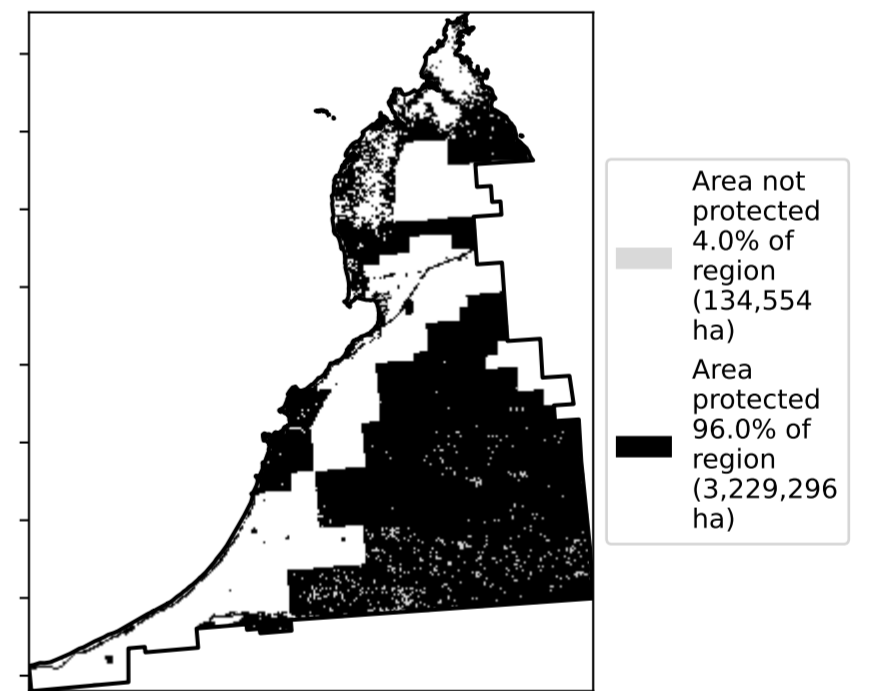 Area not
protected
4.0% of
region
(134,554
ha)
Area
protected
96.0% of
region
(3,229,296
ha)